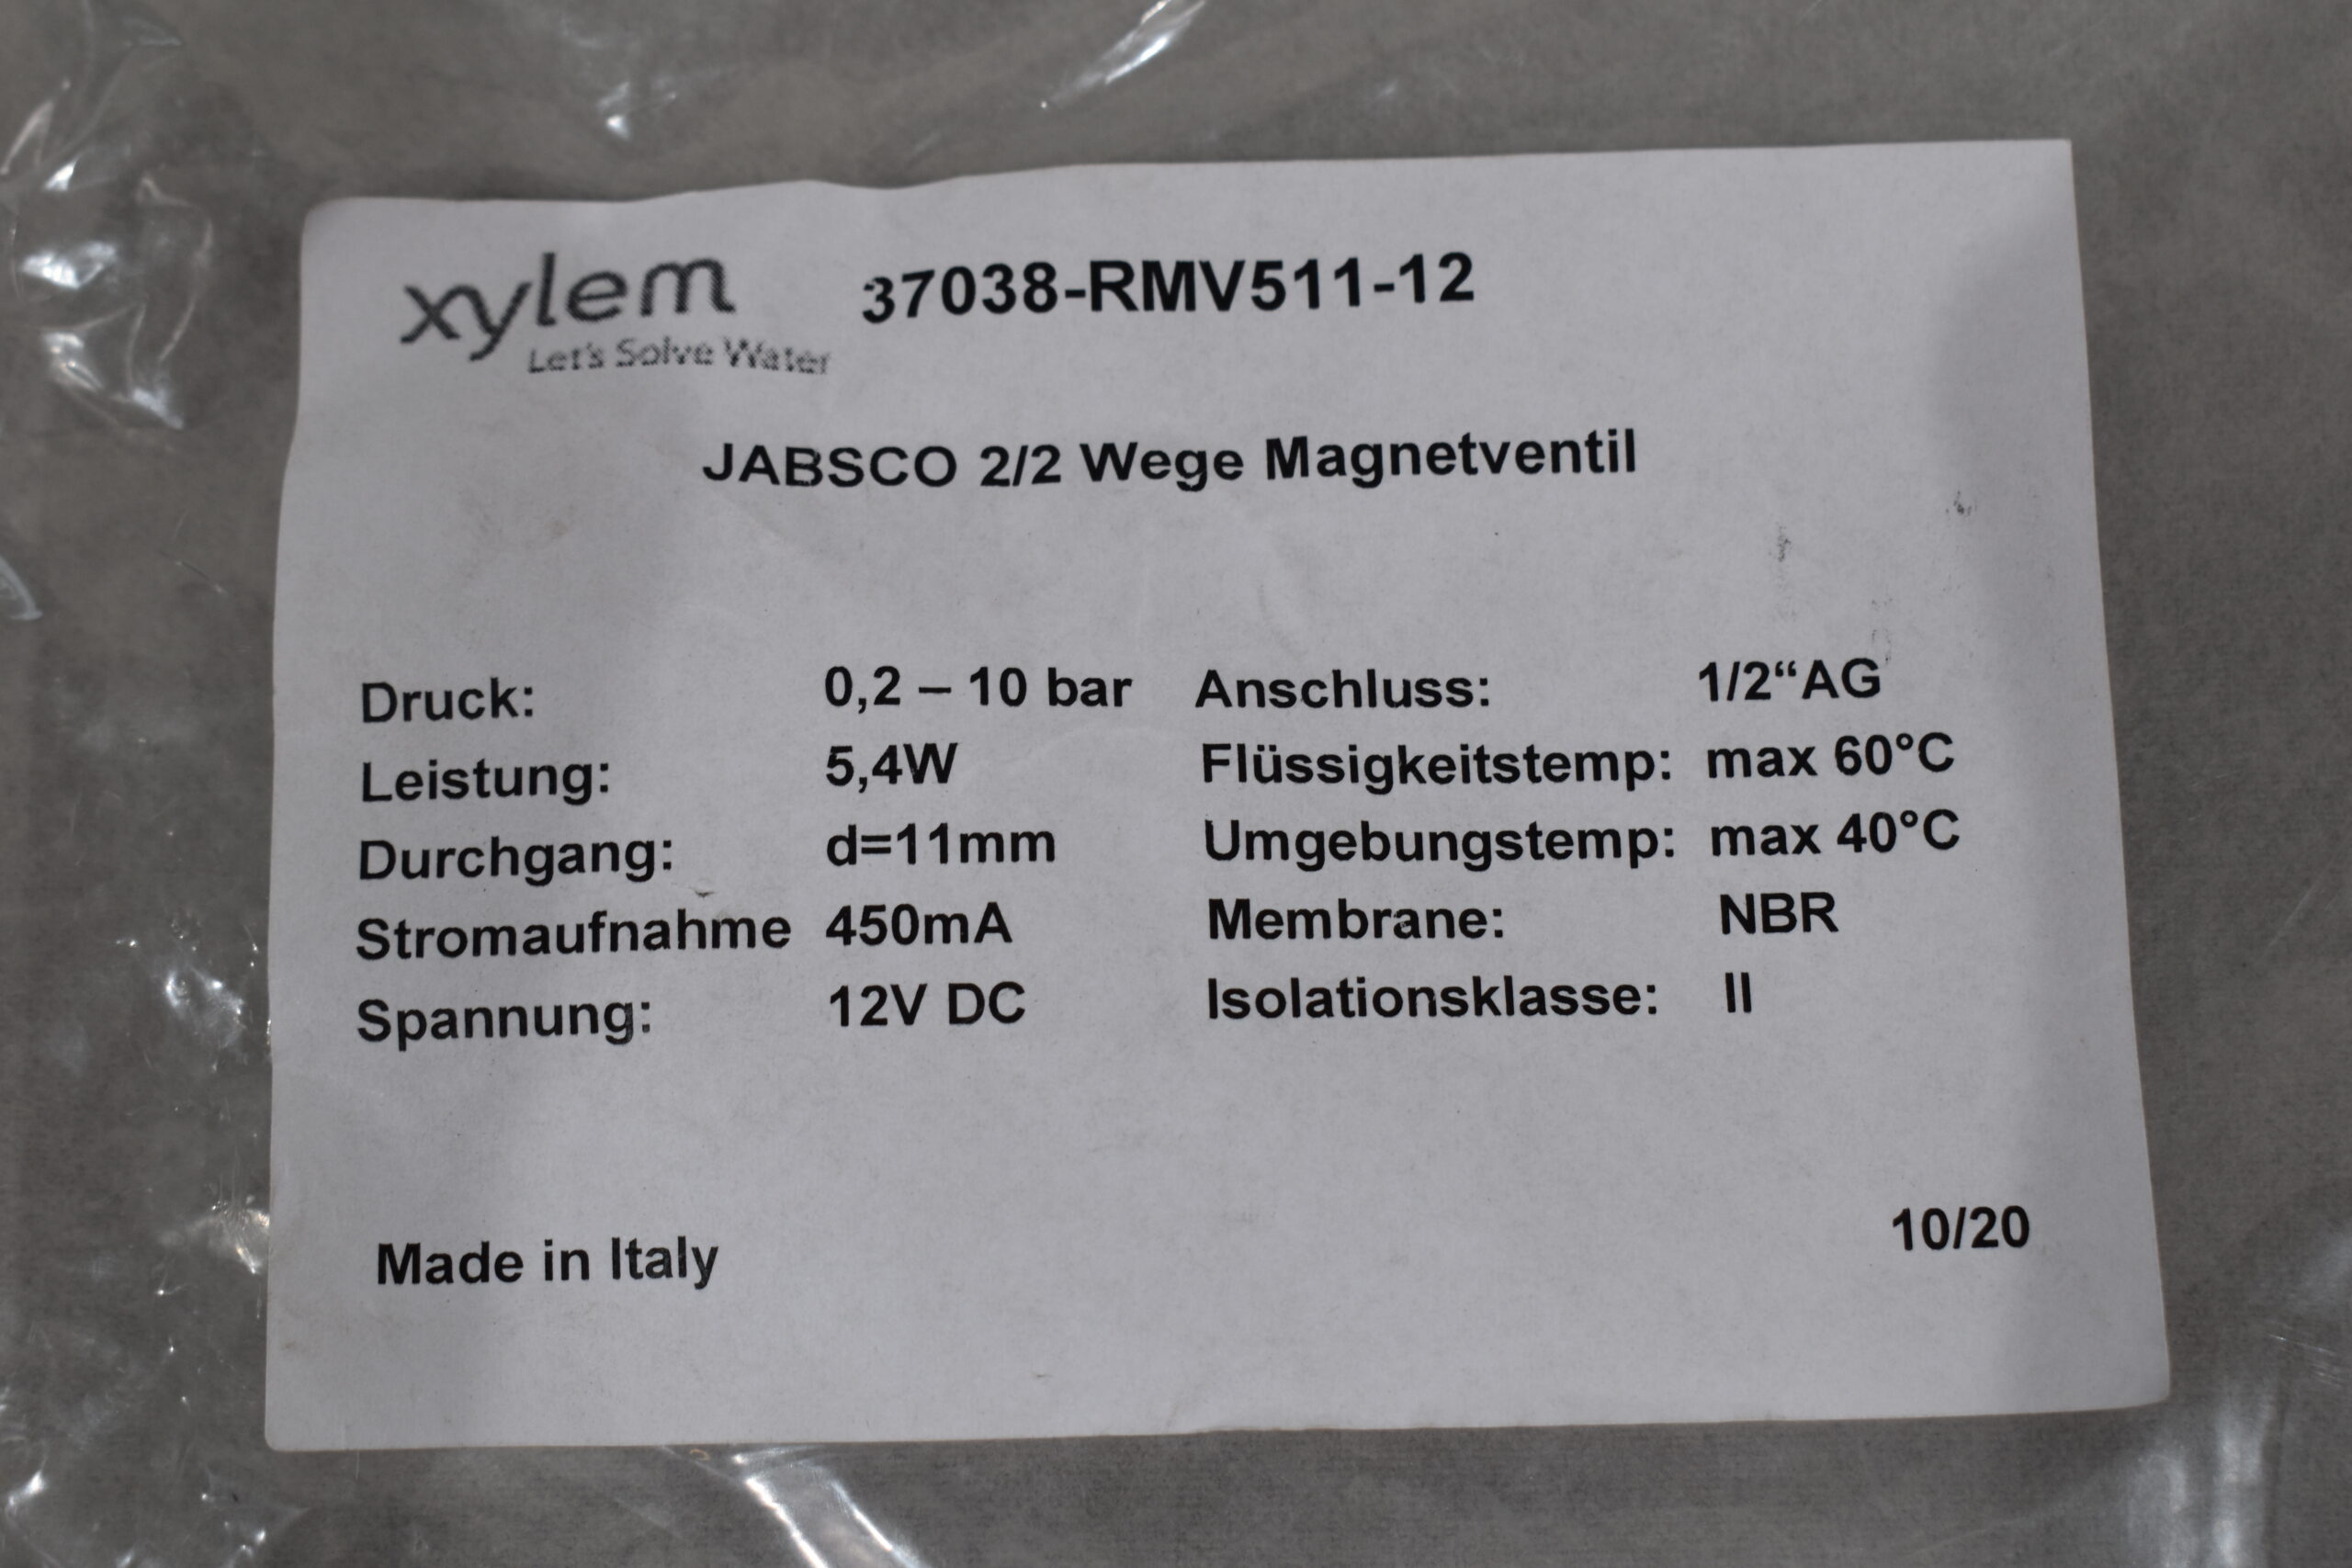 xylem 37038-RMV511-12
Let's Solve Water
JABSCO 2/2 Wege Magnetventil
Druck: 0,2 – 10 bar Anschluss: 1/2“AG
Leistung: 5,4W Flüssigkeitstemp: max 60°C
Durchgang: d=11mm Umgebungstemp: max 40°C
Stromaufnahme 450mA Membrane: NBR
Spannung: 12V DC Isolationsklasse: II
Made in Italy 10/20